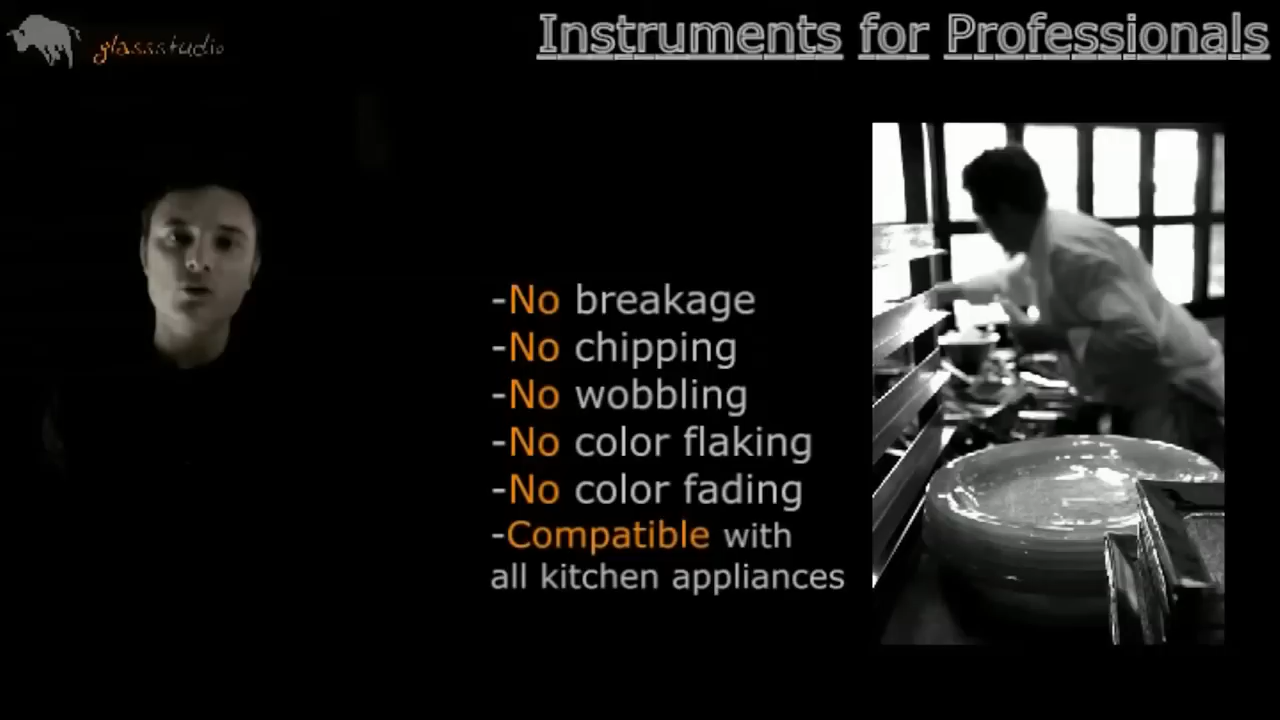 glassstudio
Instruments for Professionals
-No breakage
-No chipping
-No wobbling
-No color flaking
-No color fading
-Compatible with
all kitchen appliances